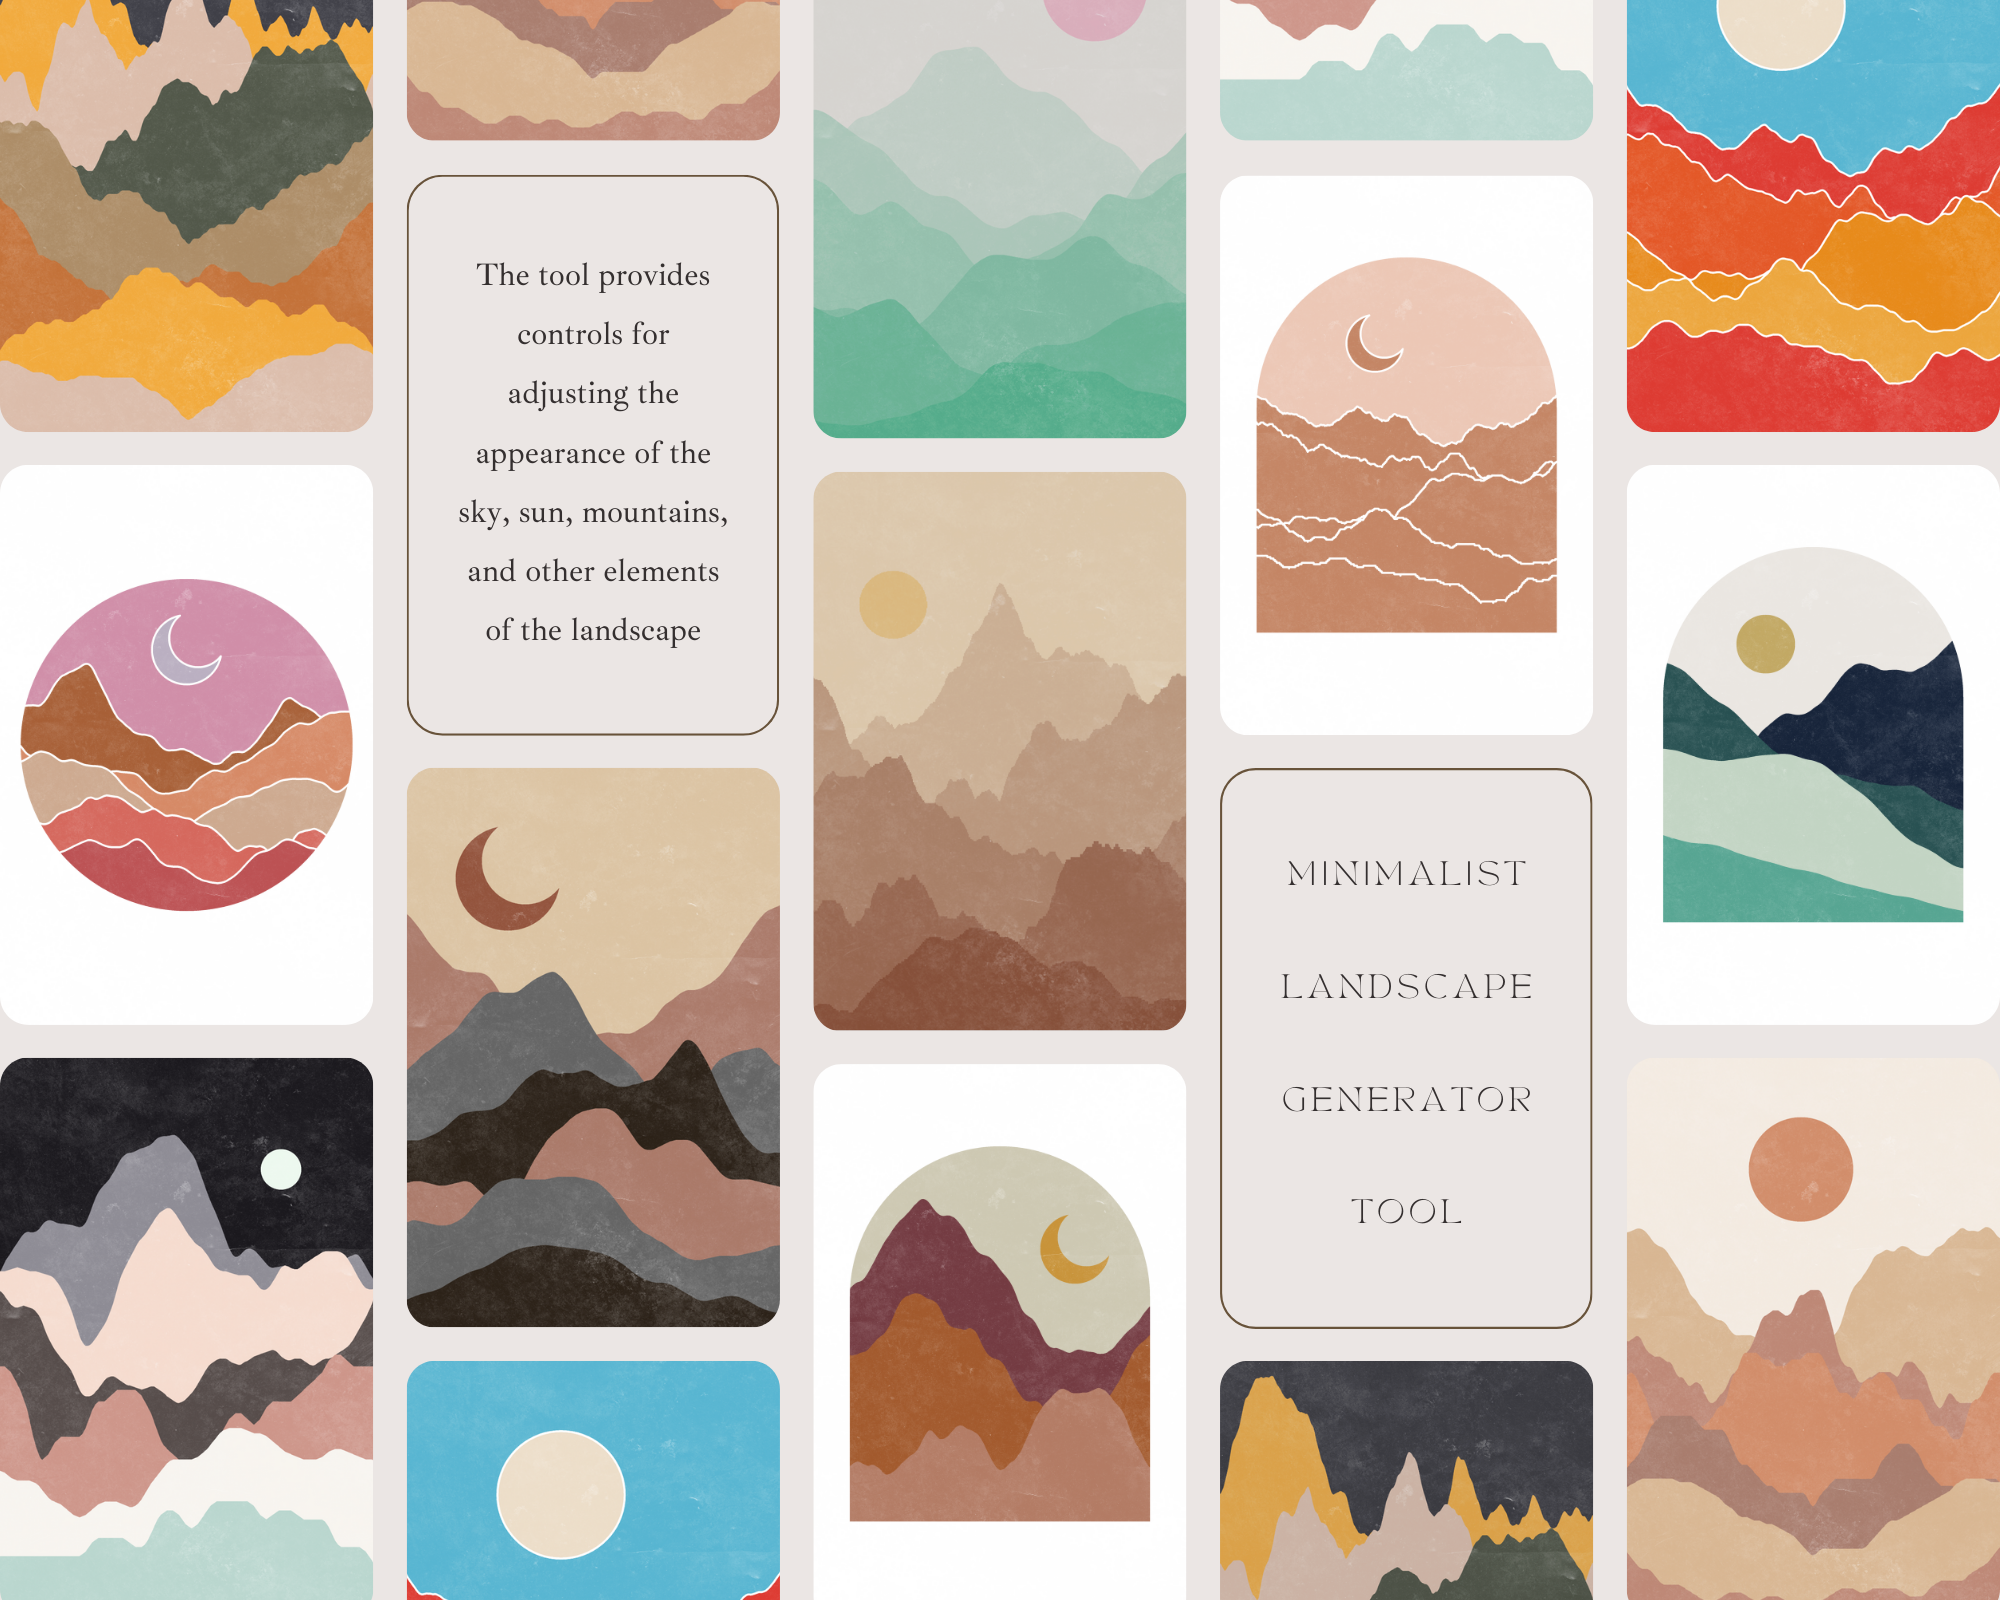 The tool provides
controls for
adjusting the
appearance of the
sky, sun, mountains,
and other elements
of the landscape
MINIMALIST
LANDSCAPE
GENERATOR
TOOL